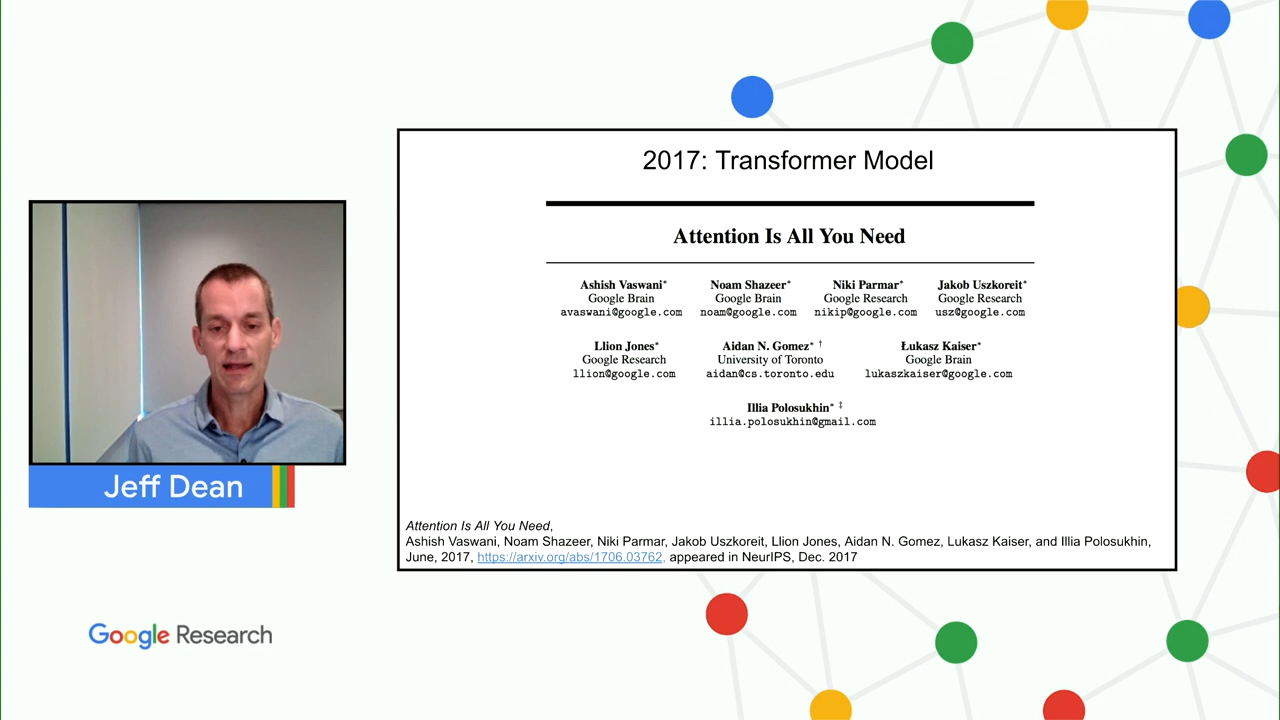 2017: Transformer Model
Attention Is All You Need
Ashish Vaswani* Noam Shazeer* Niki Parmar* Jakob Uszkoreit*
Google Brain Google Brain Google Research Google Research
avaswani@google.com noam@google.com nikip@google.com usz@google.com
Llion Jones* Aidan N. Gomez* † Łukasz Kaiser*
Google Research University of Toronto Google Brain
llion@google.com aidan@cs.toronto.edu lukaszkaiser@google.com
Illia Polosukhin* ‡
illia.polosukhin@gmail.com
Attention Is All You Need,
Ashish Vaswani, Noam Shazeer, Niki Parmar, Jakob Uszkoreit, Llion Jones, Aidan N. Gomez, Lukasz Kaiser, and Illia Polosukhin,
June, 2017, https://arxiv.org/abs/1706.03762, appeared in NeurIPS, Dec. 2017
Jeff Dean
Google Research